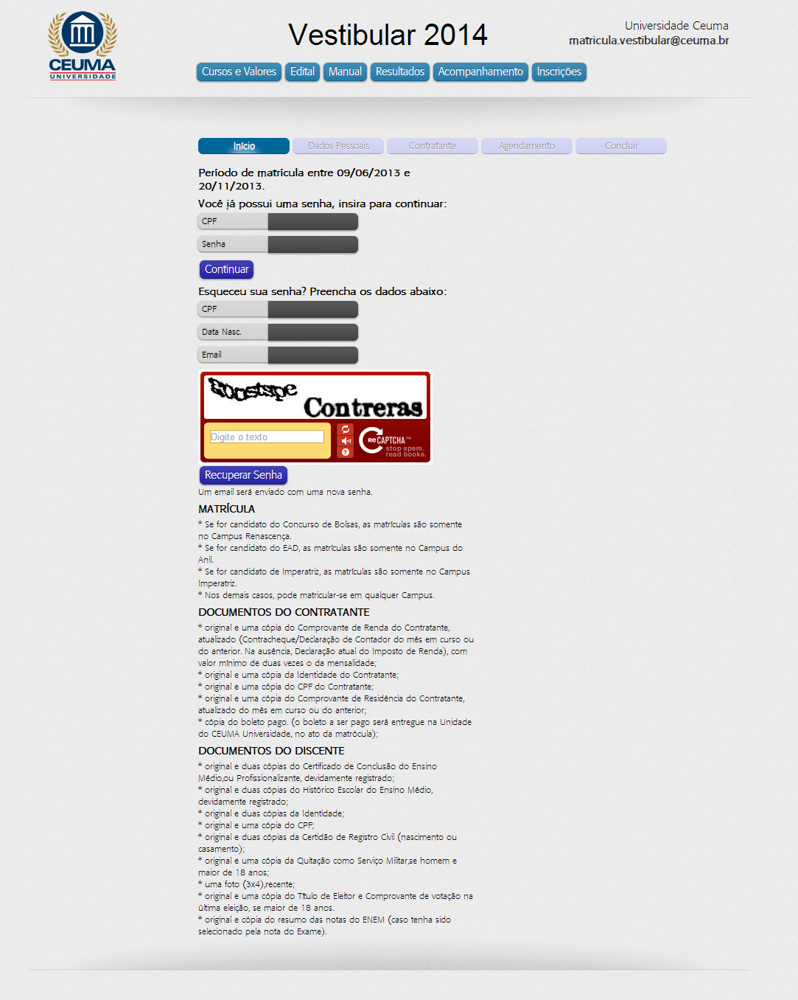 CEUMA
UNIVERSIDADE
Vestibular 2014
Universidade Ceuma
matricula.vestibular@ceuma.br
Cursos e Valores Edital Manual Resultados Acompanhamento Inscrições
Início Dados Pessoais Contratante Agendamento Concluir
Período de matrícula entre 09/06/2013 e
20/11/2013.
Você já possui uma senha, insira para continuar:
CPF
Senha
Continuar
Esqueceu sua senha? Preencha os dados abaixo:
CPF
Data Nasc.
Email
Contreras
Digite o texto
reCAPTCHA™
stop spam.
read books.
Recuperar Senha
Um email será enviado com uma nova senha.
MATRÍCULA
* Se for candidato do Concurso de Bolsas, as matrículas são somente
no Campus Renascença.
* Se for candidato do EAD, as matrículas são somente no Campus do
Anil.
* Se for candidato de Imperatriz, as matrículas são somente no Campus
Imperatriz.
* Nos demais casos, pode matricular-se em qualquer Campus.
DOCUMENTOS DO CONTRATANTE
* original e uma cópia do Comprovante de Renda do Contratante,
atualizado (Contracheque/Declaração de Contador do mês em curso ou
do anterior. Na ausência, Declaração atual do Imposto de Renda), com
valor mínimo de duas vezes o da mensalidade;
* original e uma cópia da Identidade do Contratante;
* original e uma cópia do CPF do Contratante;
* original e uma cópia do Comprovante de Residência do Contratante,
atualizado do mês em curso ou do anterior;
* cópia do boleto pago. (o boleto a ser pago será entregue na Unidade
do CEUMA Universidade, no ato da matrócula);
DOCUMENTOS DO DISCENTE
* original e duas cópias do Certificado de Conclusão do Ensino
Médio,ou Profissionalizante, devidamente registrado;
* original e duas cópias do Histórico Escolar do Ensino Médio,
devidamente registrado;
* original e duas cópias da Identidade;
* original e uma cópia do CPF;
* original e duas cópias da Certidão de Registro Civil (nascimento ou
casamento);
* original e uma cópia da Quitação como Serviço Militar,se homem e
maior de 18 anos;
* uma foto (3x4),recente;
* original e uma cópia do Título de Eleitor e Comprovante de votação na
última eleição, se maior de 18 anos.
* original e cópia do resumo das notas do ENEM (caso tenha sido
selecionado pela nota do Exame).